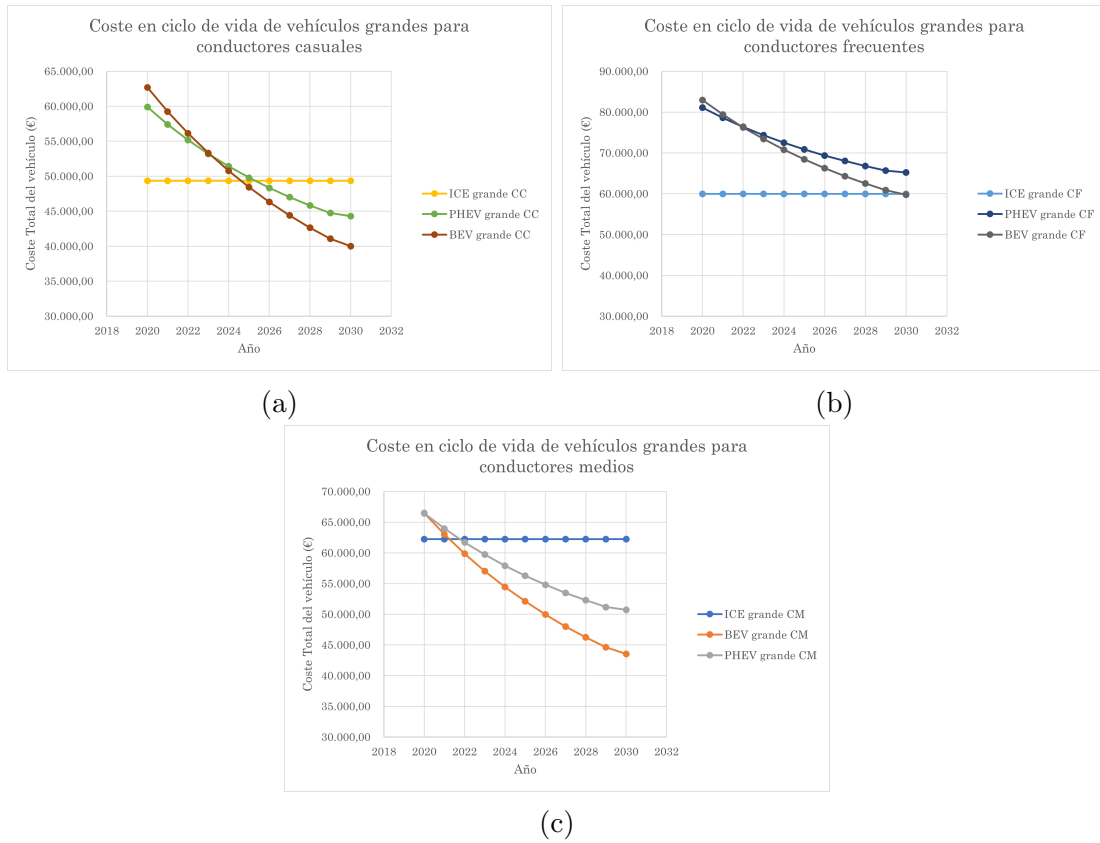 Coste en ciclo de vida de vehículos grandes para
conductores casuales
65.000,00
60.000,00
55.000,00
50.000,00
45.000,00
40.000,00
35.000,00
30.000,00
2018 2020 2022 2024 2026 2028 2030 2032
Coste Total del vehículo (€)
Año
ICE grande CC
PHEV grande CC
BEV grande CC
(a)
Coste en ciclo de vida de vehículos grandes para
conductores frecuentes
90.000,00
80.000,00
70.000,00
60.000,00
50.000,00
40.000,00
30.000,00
2018 2020 2022 2024 2026 2028 2030 2032
Coste Total del vehículo (€)
Año
ICE grande CF
PHEV grande CF
BEV grande CF
(b)
Coste en ciclo de vida de vehículos grandes para
conductores medios
70.000,00
65.000,00
60.000,00
55.000,00
50.000,00
45.000,00
40.000,00
35.000,00
30.000,00
2018 2020 2022 2024 2026 2028 2030 2032
Coste Total del vehículo (€)
Año
ICE grande CM
BEV grande CM
PHEV grande CM
(c)